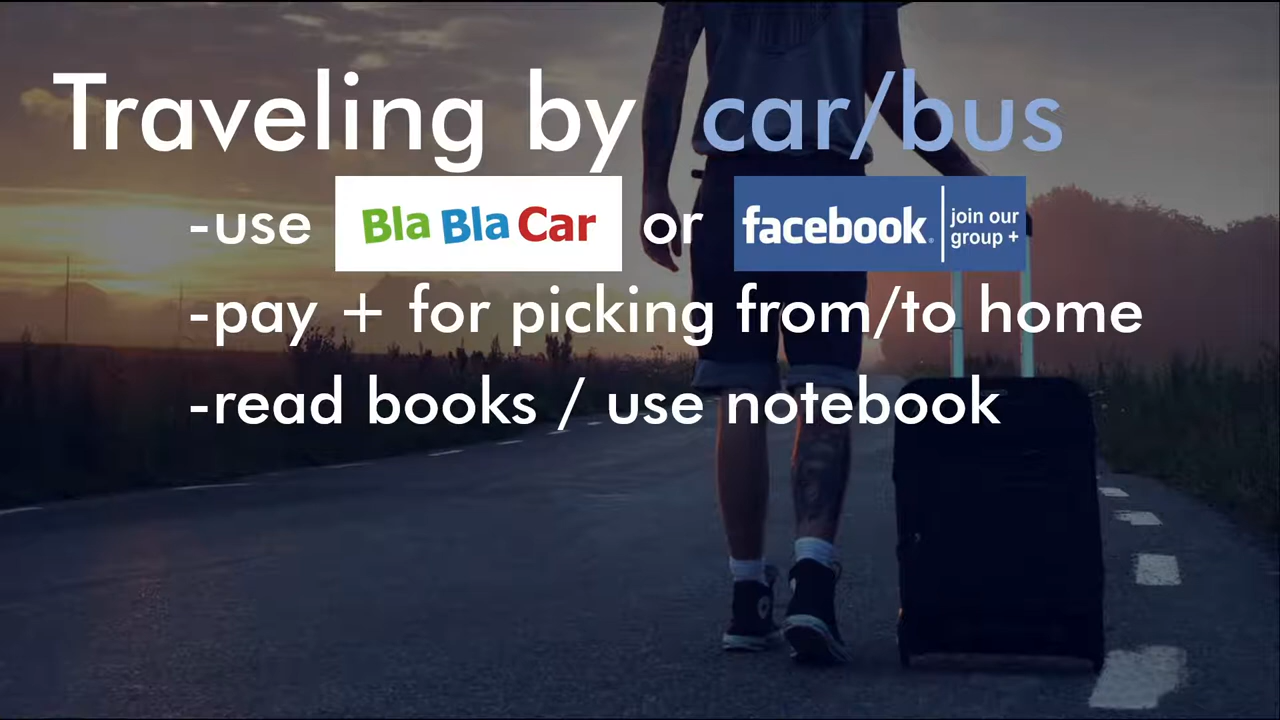 Traveling by car/bus
-use Bla Bla Car or facebook. join our group +
-pay + for picking from/to home
-read books / use notebook